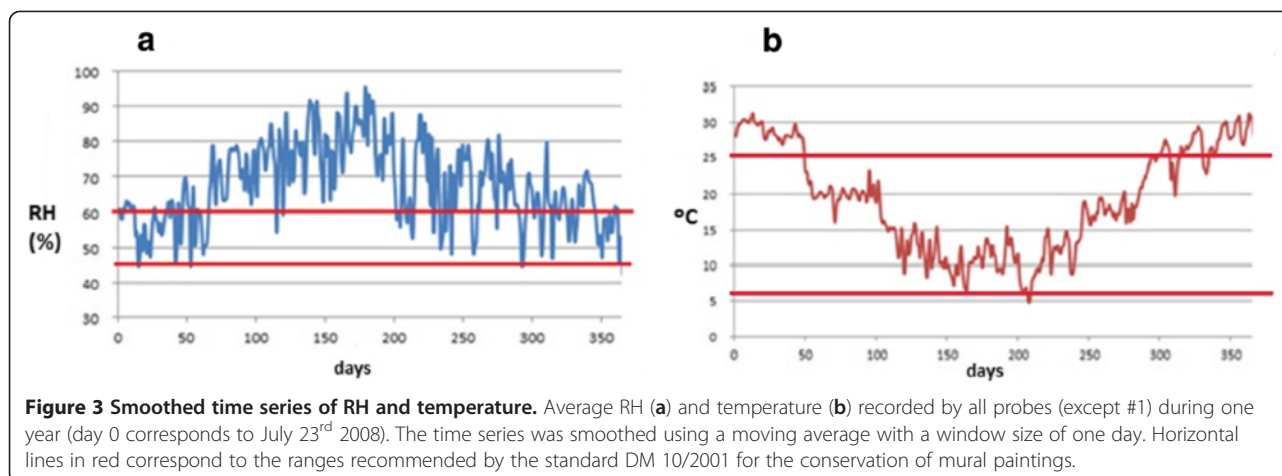 a
b
100
90
80
70
60
50
40
30
RH
(%)
0 50 100 150 200 250 300 350
days
35
30
25
20
15
10
5
0
°C
0 50 100 150 200 250 300 350
days
Figure 3 Smoothed time series of RH and temperature. Average RH (a) and temperature (b) recorded by all probes (except #1) during one
year (day 0 corresponds to July 23rd 2008). The time series was smoothed using a moving average with a window size of one day. Horizontal
lines in red correspond to the ranges recommended by the standard DM 10/2001 for the conservation of mural paintings.